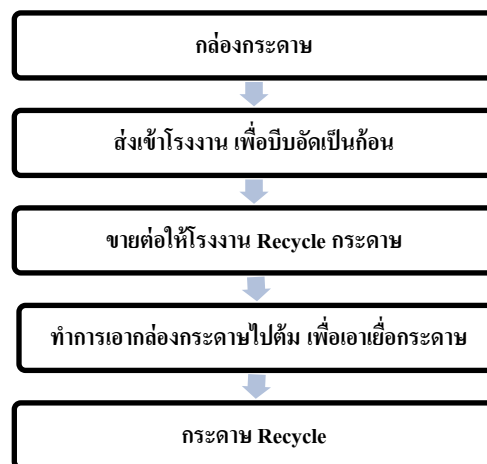 กล่องกระดาษ
ส่งเข้าโรงงาน เพื่อบีบอัดเป็นก้อน
ขายต่อให้โรงงาน Recycle กระดาษ
ทำการเอากล่องกระดาษไปต้ม เพื่อเอาเยื่อกระดาษ
กระดาษ Recycle